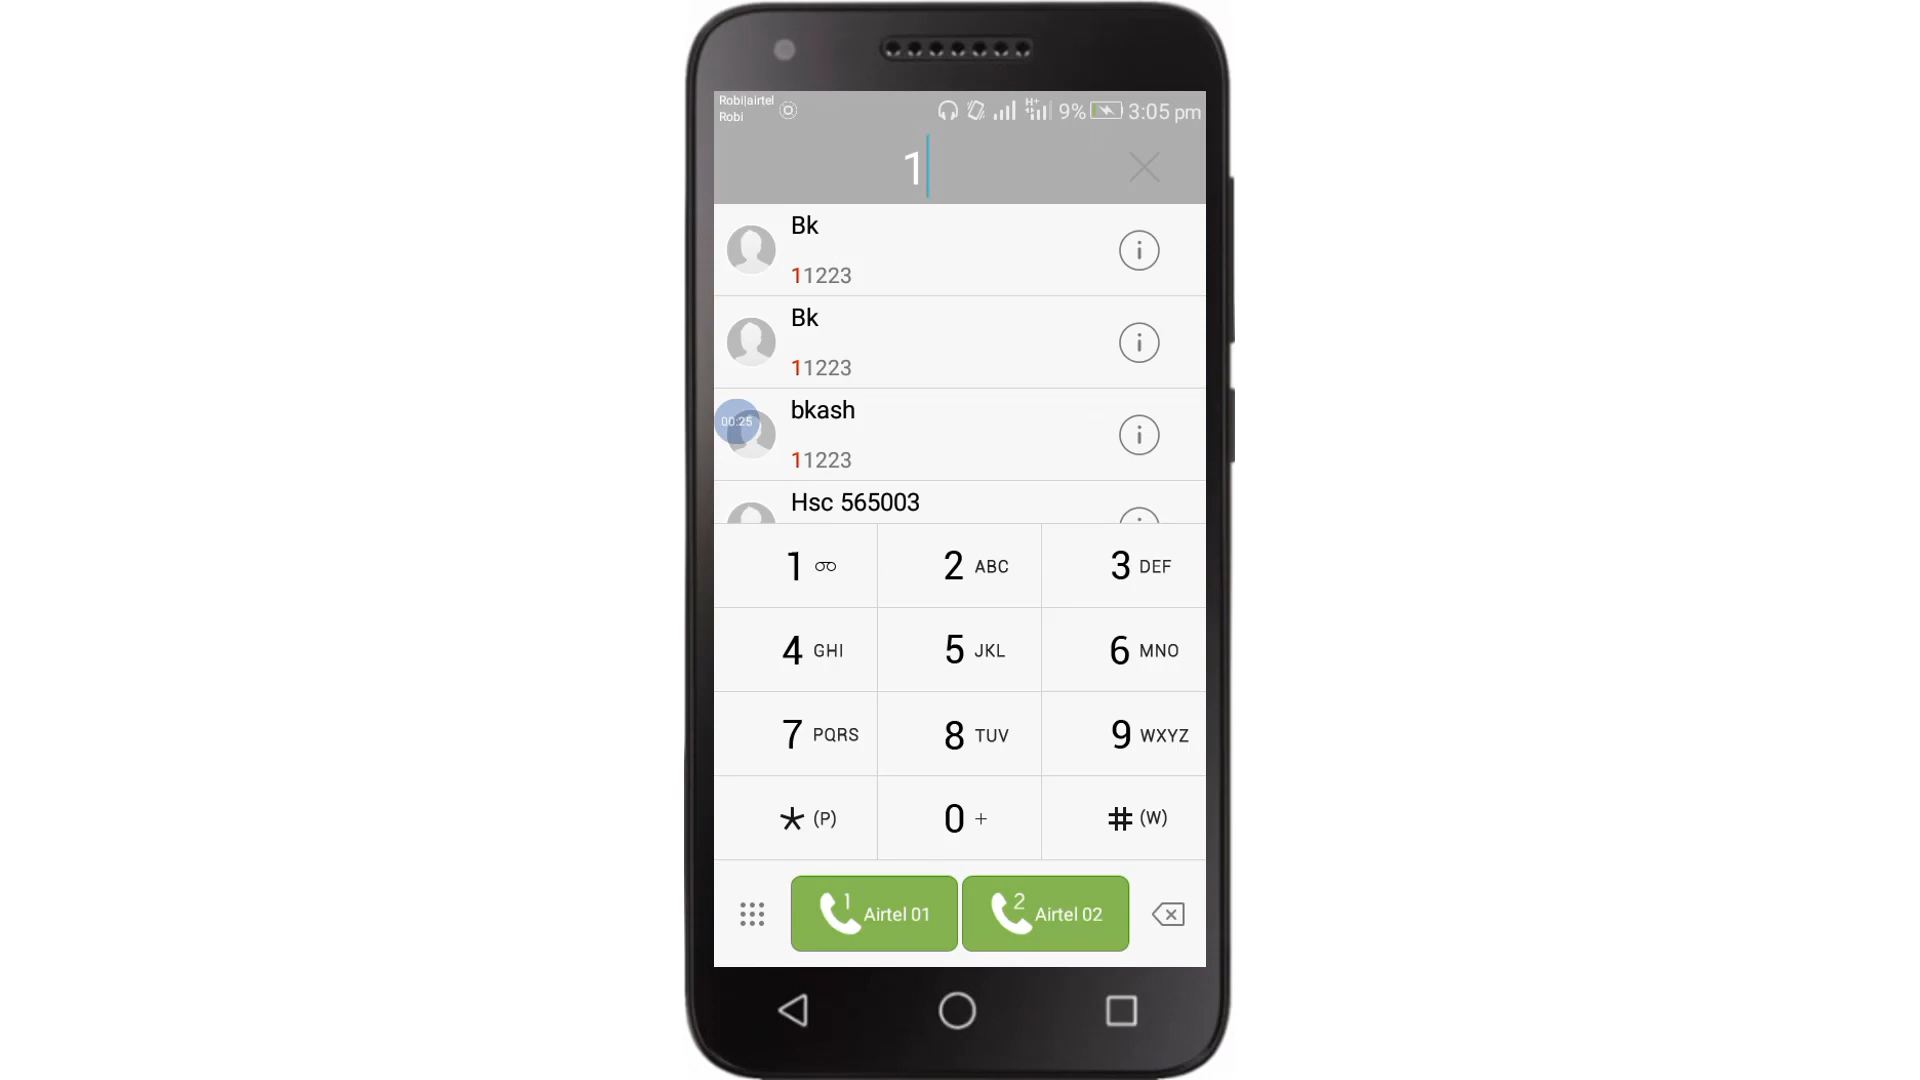 Robi|airtel
Robi
H+
9% 3:05 pm
1
Bk
11223
Bk
11223
bkash
00:25
11223
Hsc 565003
1
2 ABC
3 DEF
4 GHI
5 JKL
6 MNO
7 PQRS
8 TUV
9 WXYZ
* (P)
0 +
# (W)
1 Airtel 01
2 Airtel 02